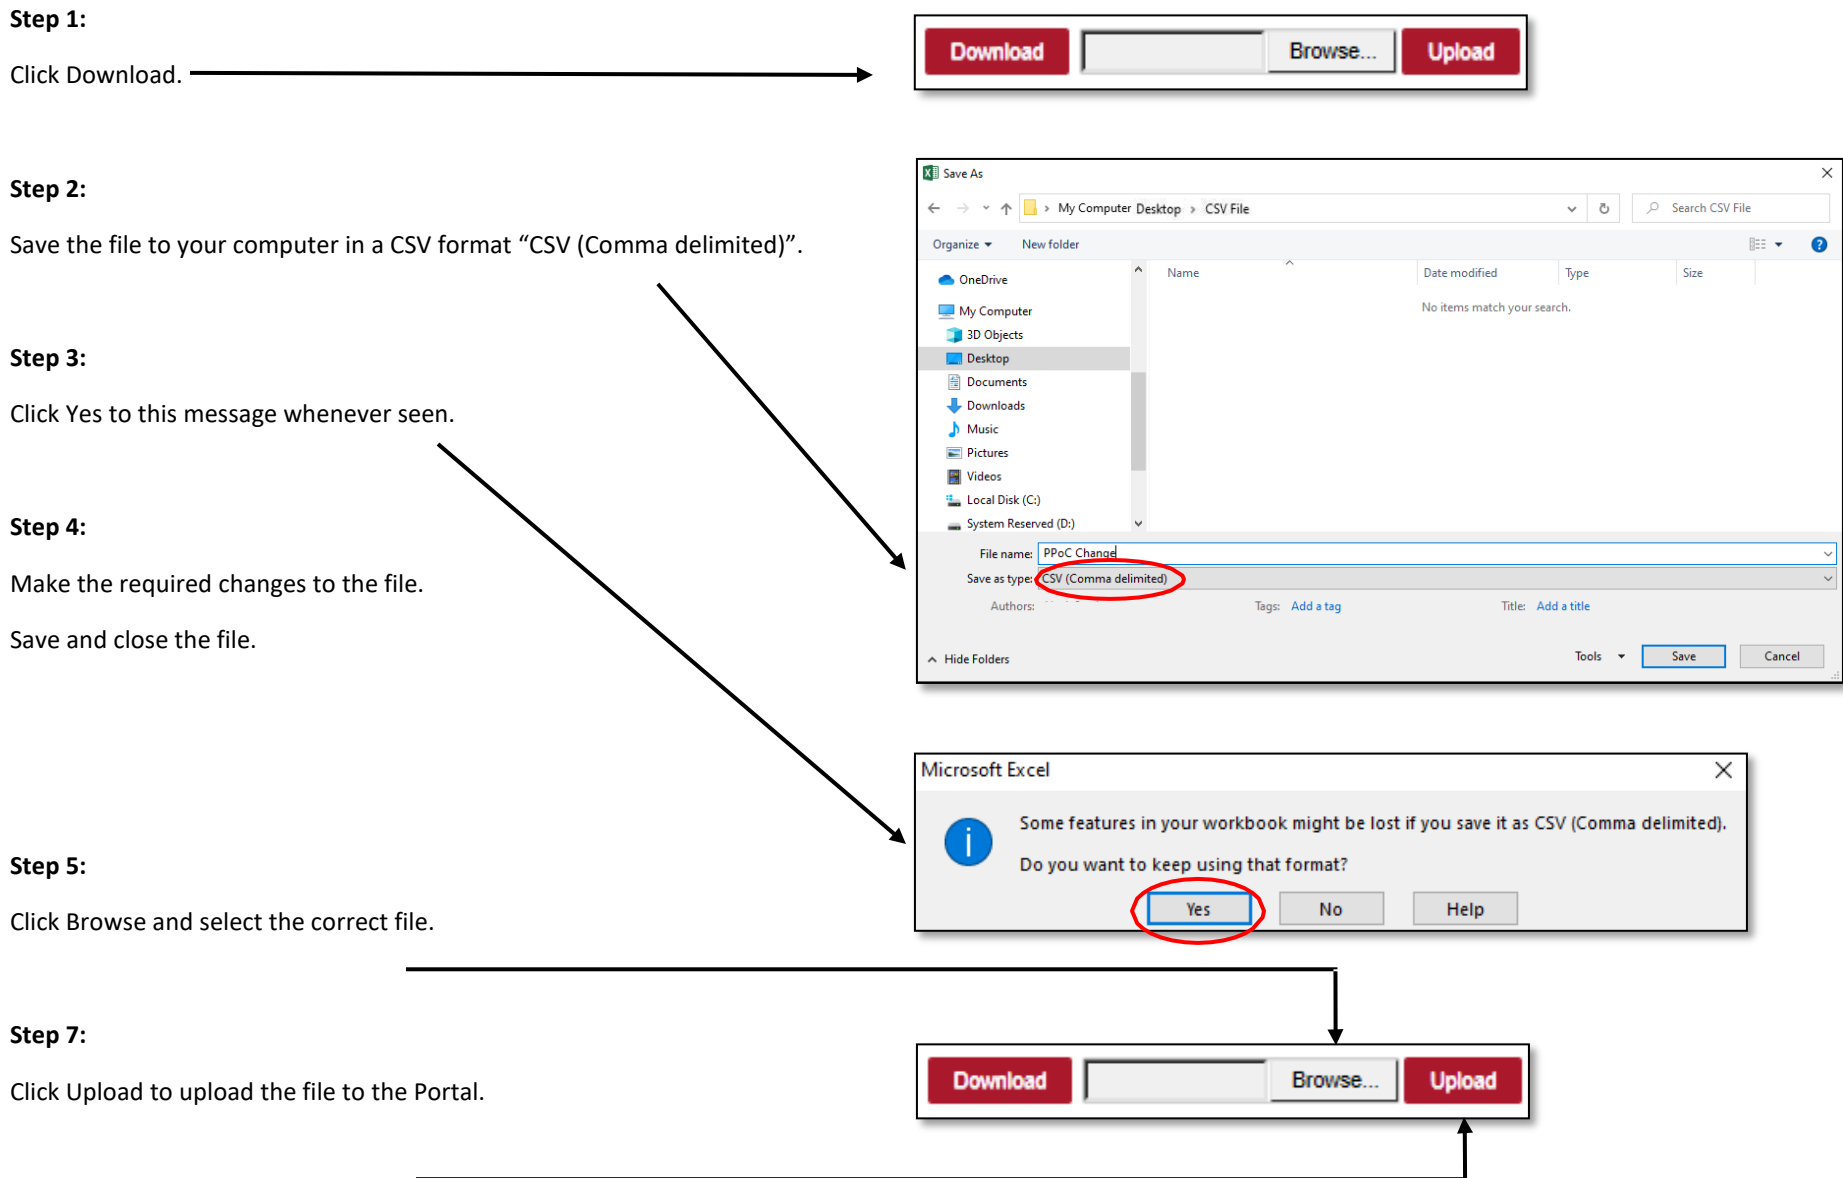 Step 1:
Click Download.
Download Browse... Upload
Step 2:
Save the file to your computer in a CSV format “CSV (Comma delimited)”.
Save As
My Computer Desktop > CSV File
Search CSV File
Organize New folder
OneDrive
My Computer
3D Objects
Desktop
Documents
Downloads
Music
Pictures
Videos
Local Disk (C:)
System Reserved (D:)
Name Date modified Type Size
No items match your search.
File name: PPoC Change
Save as type: CSV (Comma delimited)
Authors: Tags: Add a tag Title: Add a title
Hide Folders Tools Save Cancel
Step 3:
Click Yes to this message whenever seen.
Step 4:
Make the required changes to the file.
Save and close the file.
Microsoft Excel
Some features in your workbook might be lost if you save it as CSV (Comma delimited).
Do you want to keep using that format?
Yes No Help
Step 5:
Click Browse and select the correct file.
Step 7:
Click Upload to upload the file to the Portal.
Download Browse... Upload